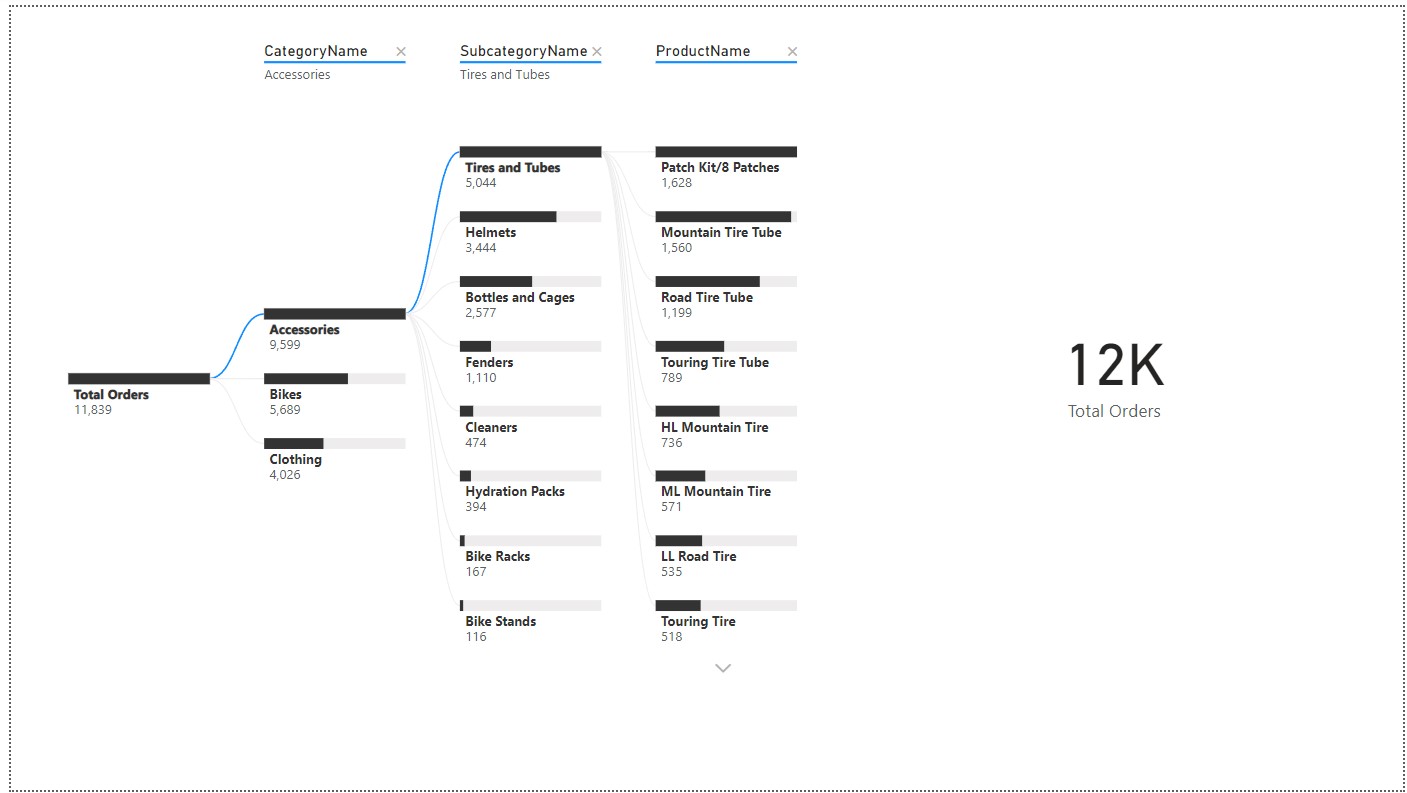 CategoryName
Accessories
SubcategoryName
Tires and Tubes
ProductName
Total Orders
11,839
Accessories
9,599
Bikes
5,689
Clothing
4,026
Tires and Tubes
5,044
Helmets
3,444
Bottles and Cages
2,577
Fenders
1,110
Cleaners
474
Hydration Packs
394
Bike Racks
167
Bike Stands
116
Patch Kit/8 Patches
1,628
Mountain Tire Tube
1,560
Road Tire Tube
1,199
Touring Tire Tube
789
HL Mountain Tire
736
ML Mountain Tire
571
LL Road Tire
535
Touring Tire
518
12K
Total Orders